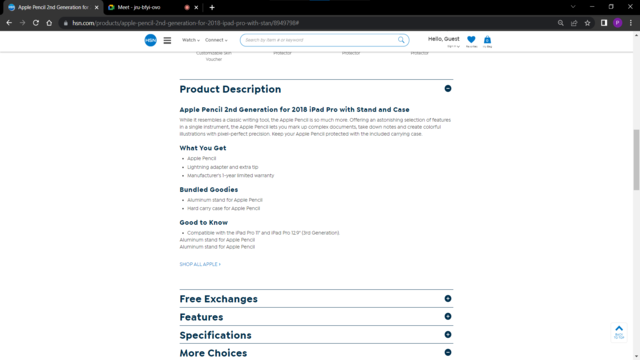 Apple Pencil 2nd Generation for
Meet - jru-bfyi-ovo
hsn.com/products/apple-pencil-2nd-generation-for-2018-ipad-pro-with-stan/8949798#
P
HSN
Watch
Connect
Search by item # or keyword
Hello, Guest
Customizable Skin
Protector
Protector
Protector
Voucher
Product Description
Apple Pencil 2nd Generation for 2018 iPad Pro with Stand and Case
While it resembles a classic writing tool, the Apple Pencil is so much more. Offering an astonishing selection of features
in a single instrument, the Apple Pencil lets you mark up complex documents, take down notes and create colorful
illustrations with pixel-perfect precision. Keep your Apple Pencil protected with the included carrying case.
What You Get
Apple Pencil
Lightning adapter and extra tip
Manufacturer's 1-year limited warranty
Bundled Goodies
Aluminum stand for Apple Pencil
Hard carry case for Apple Pencil
Good to Know
Compatible with the iPad Pro 11" and iPad Pro 12.9" (3rd Generation)
Aluminum stand for Apple Pencil
Aluminum stand for Apple Pencil
SHOP ALL APPLE >
BACK
TO TOP
Free Exchanges
Features
Specifications
More Choices